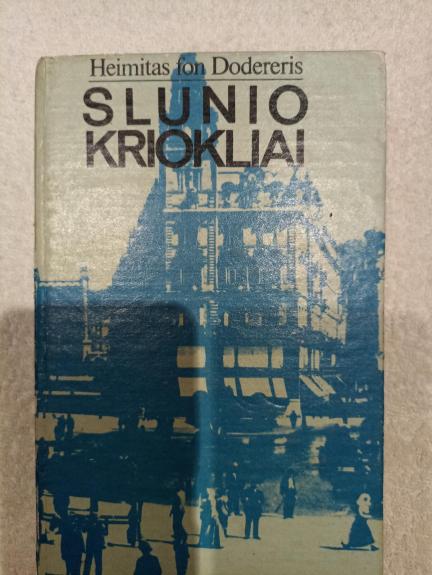 Heimitas fon Dodereris
SLUNIO
KRIOKLIAI